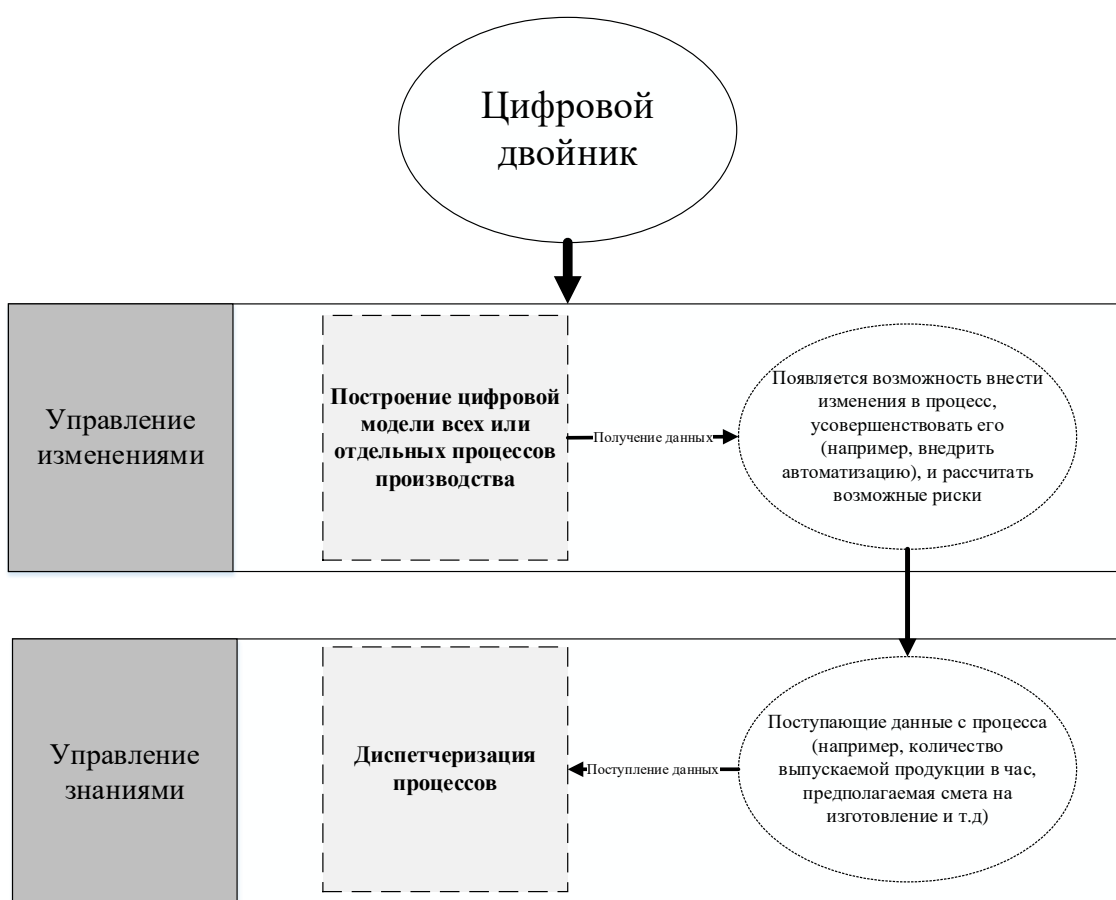 Цифровой
двойник
Управление
изменениями
Построение цифровой
модели всех или
отдельных процессов
производства
Получение данных
Появляется возможность внести
изменения в процесс,
усовершенствовать его
(например, внедрить
автоматизацию), и рассчитать
возможные риски
Управление
знаниями
Диспетчеризация
процессов
Поступление данных
Поступающие данные с процесса
(например, количество
выпускаемой продукции в час,
предполагаемая смета на
изготовление и т.д)